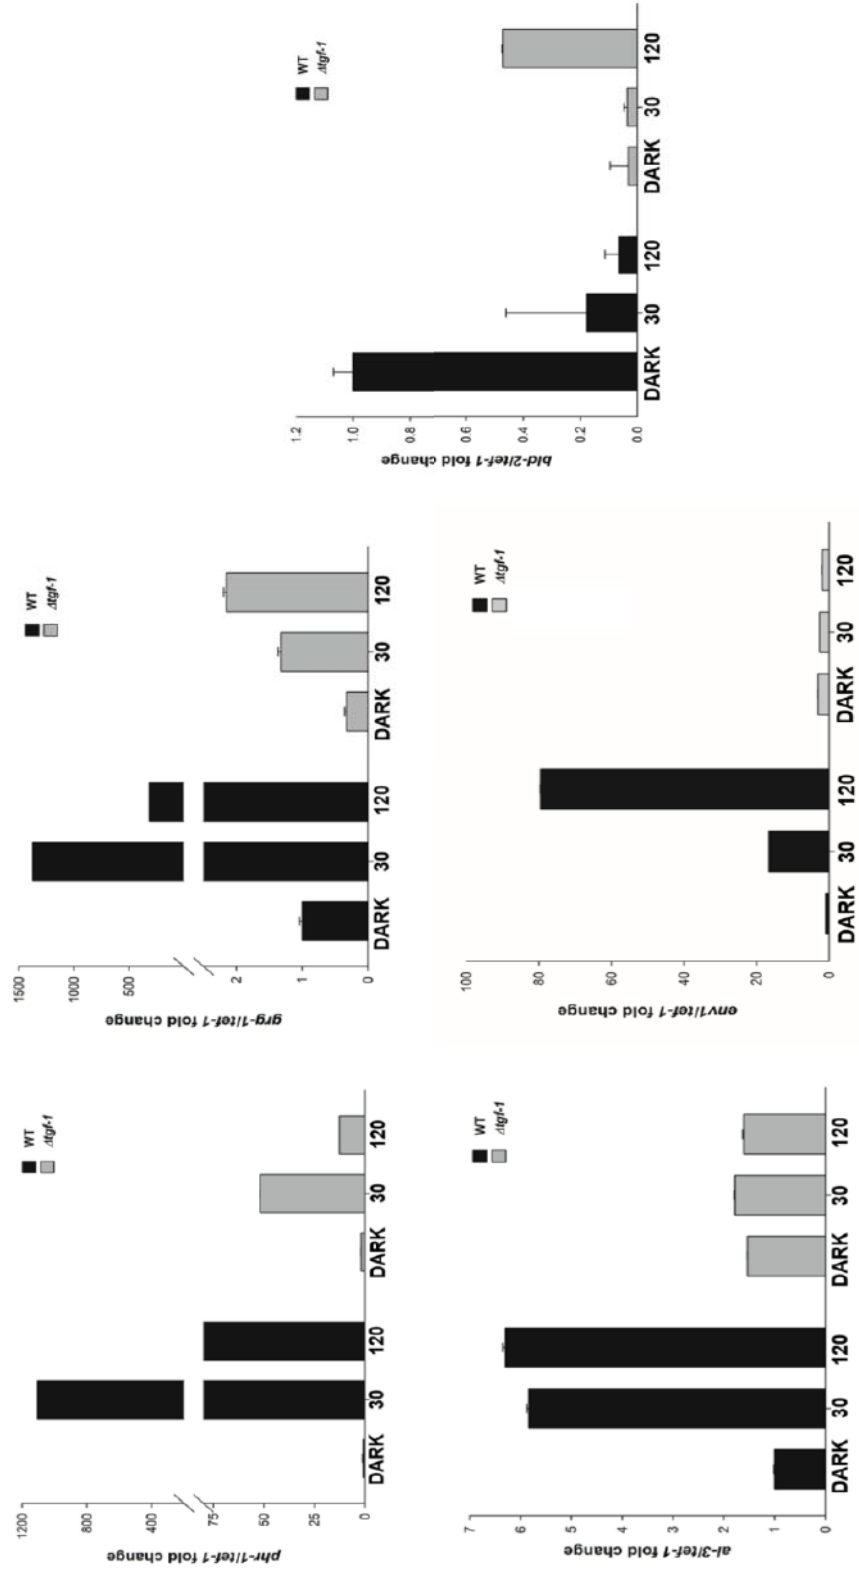 phr-1/tef-1 fold change
1200
800
400
75
50
25
0
WT
Δtgf-1
DARK 30 120 DARK 30 120
grg-1/tef-1 fold change
1500
1000
500
2
1
0
WT
Δtgf-1
DARK 30 120 DARK 30 120
al-3/tef-1 fold change
7
6
5
4
3
2
1
0
WT
Δtgf-1
DARK 30 120 DARK 30 120
env1/tef-1 fold change
100
80
60
40
20
0
WT
Δtgf-1
DARK 30 120 DARK 30 120
bld-2/tef-1 fold change
1.2
1.0
0.8
0.6
0.4
0.2
0.0
WT
Δtgf-1
DARK 30 120 DARK 30 120